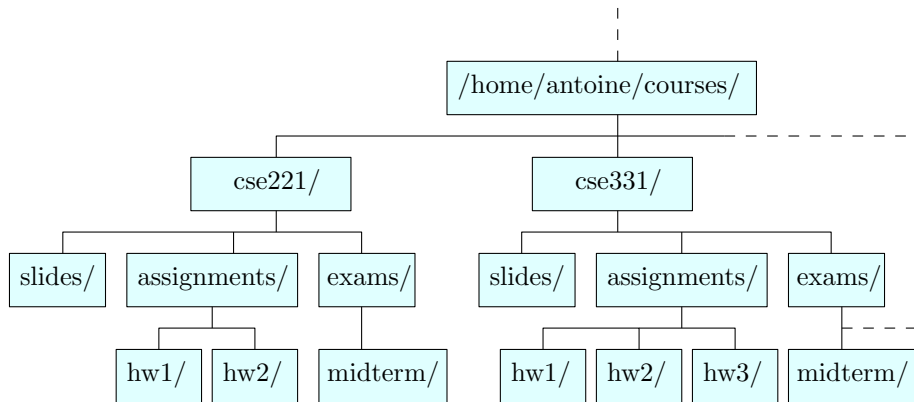 /home/antoine/courses/
cse221/ cse331/
slides/ assignments/ exams/ slides/ assignments/ exams/
hw1/ hw2/ midterm/ hw1/ hw2/ hw3/ midterm/